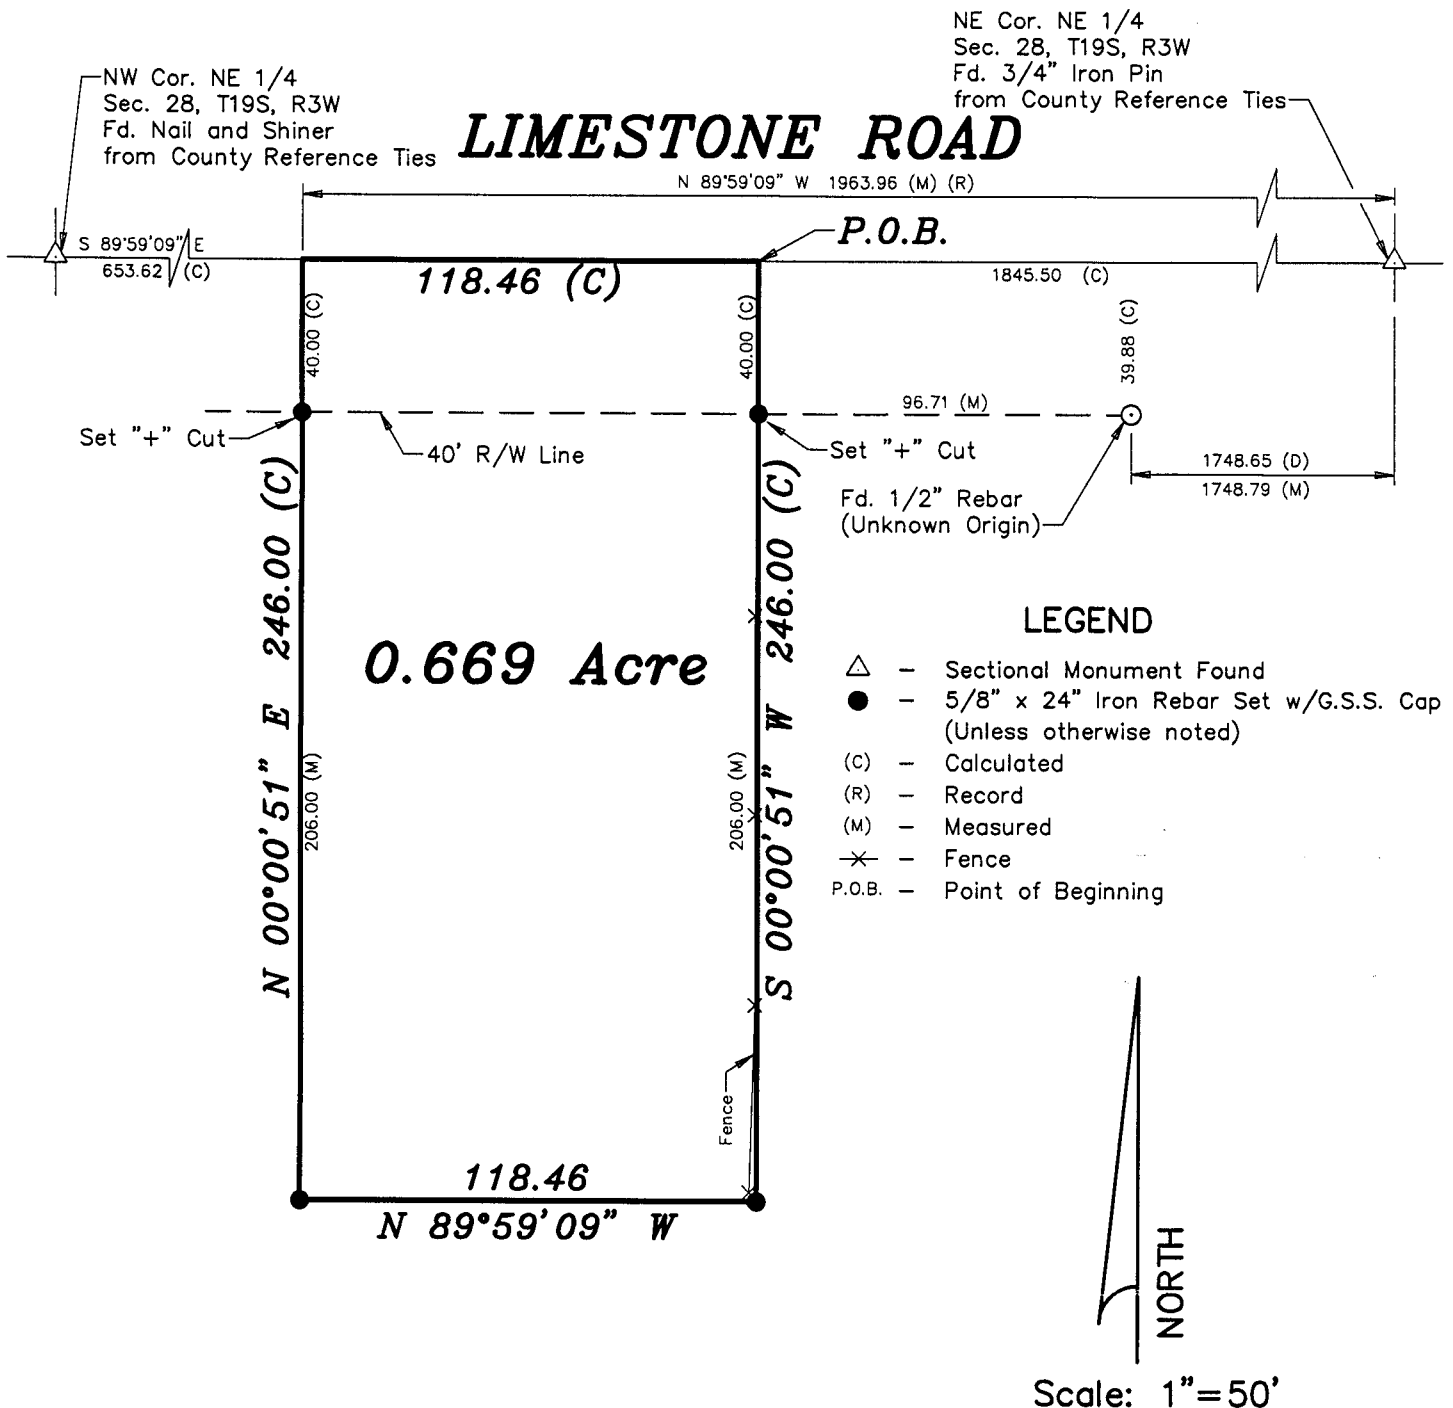 NE Cor. NE 1/4
Sec. 28, T19S, R3W
Fd. 3/4" Iron Pin
from County Reference Ties
NW Cor. NE 1/4
Sec. 28, T19S, R3W
Fd. Nail and Shiner
from County Reference Ties
LIMESTONE ROAD
N 89°59'09" W 1963.96 (M) (R)
P.O.B.
S 89°59'09" E
653.62 (C)
118.46 (C)
1845.50 (C)
40.00 (C)
40.00 (C)
39.88 (C)
96.71 (M)
Set "+" Cut
40' R/W Line
Set "+" Cut
1748.65 (D)
1748.79 (M)
Fd. 1/2" Rebar
(Unknown Origin)
N 00°00'51" E 246.00 (C)
S 00°00'51" W 246.00 (C)
0.669 Acre
206.00 (M)
206.00 (M)
LEGEND
△ – Sectional Monument Found
● – 5/8" x 24" Iron Rebar Set w/G.S.S. Cap
(Unless otherwise noted)
(C) – Calculated
(R) – Record
(M) – Measured
–×– – Fence
P.O.B. – Point of Beginning
Fence
118.46
N 89°59'09" W
NORTH
Scale: 1"=50'